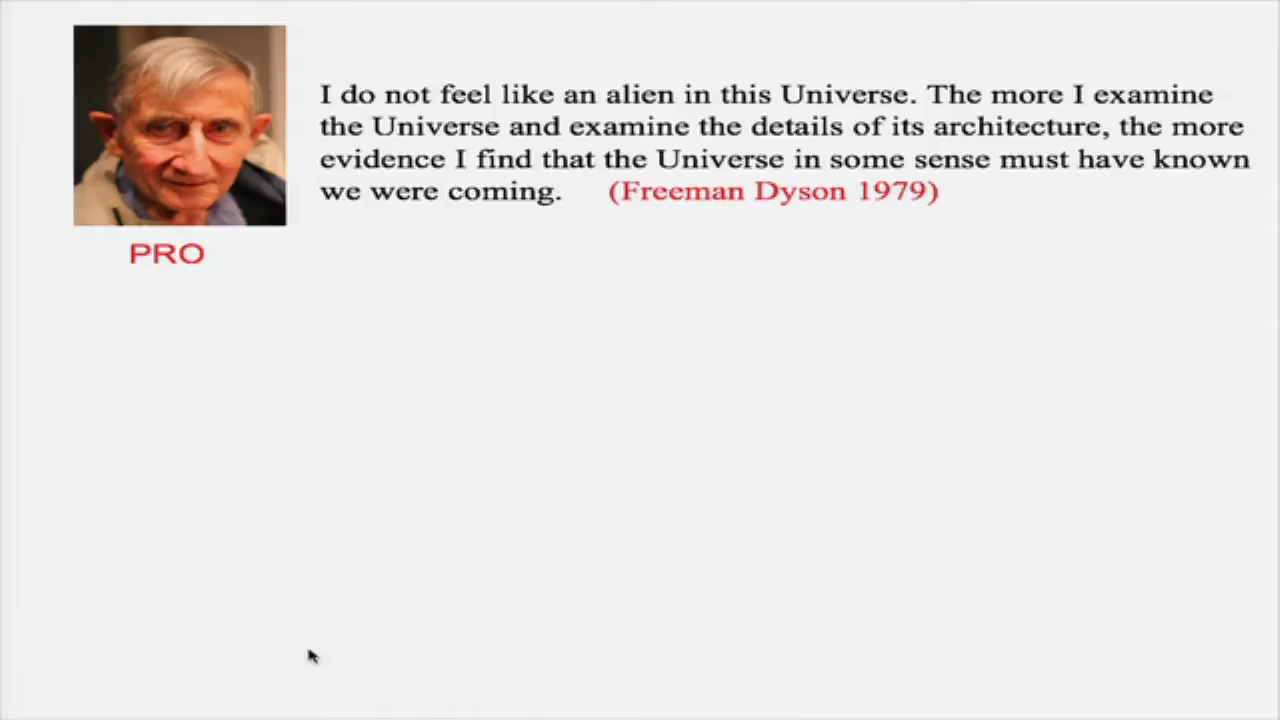 I do not feel like an alien in this Universe. The more I examine
the Universe and examine the details of its architecture, the more
evidence I find that the Universe in some sense must have known
we were coming. (Freeman Dyson 1979)
PRO